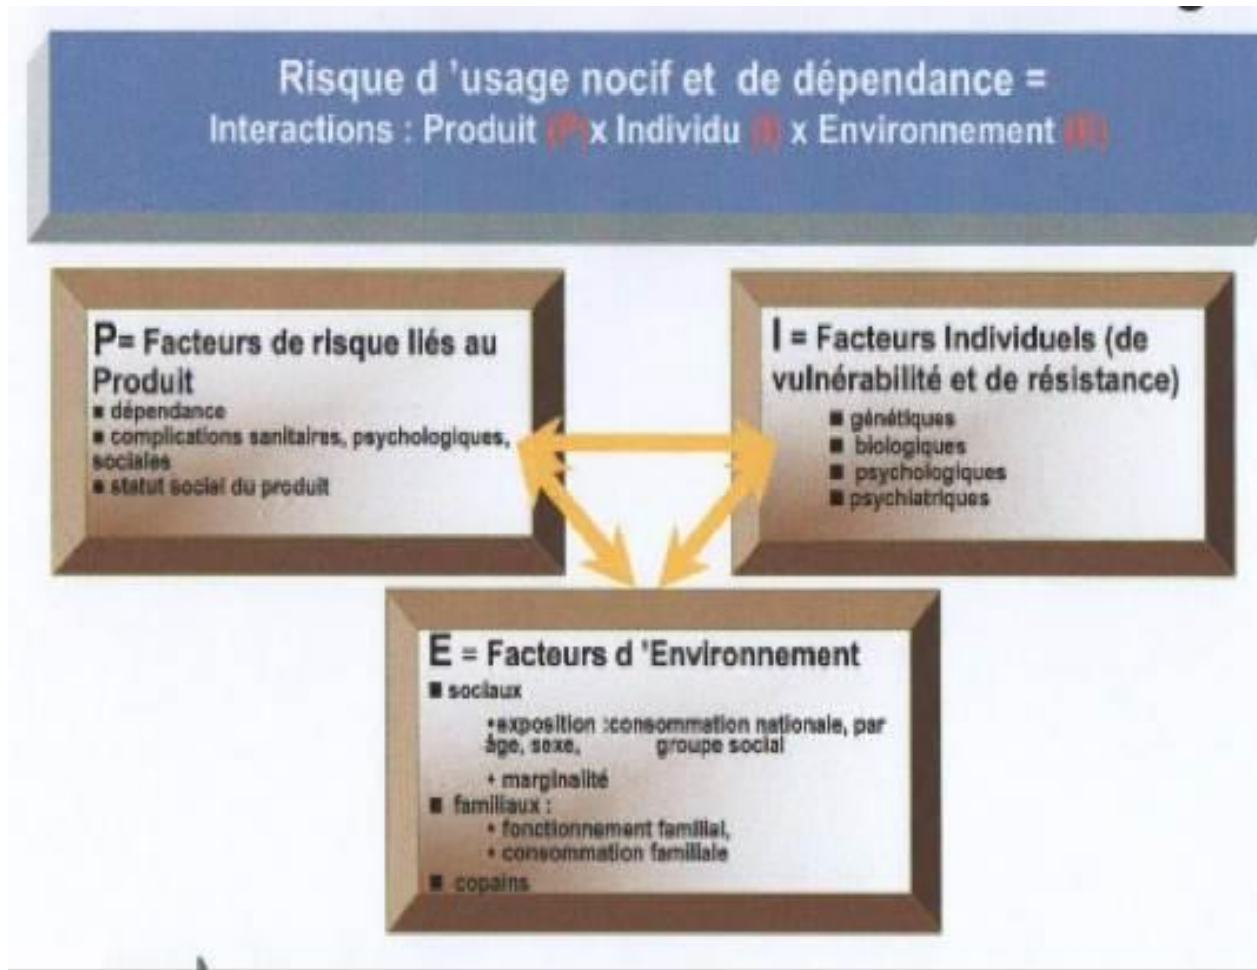 Risque d 'usage nocif et de dépendance =
Interactions : Produit (P)x Individu (I) x Environnement (E)
P= Facteurs de risque liés au
Produit
■ dépendance
■ complications sanitaires, psychologiques,
sociales
■ statut social du produit
I = Facteurs Individuels (de
vulnérabilité et de résistance)
■ génétiques
■ biologiques
■ psychologiques
■ psychiatriques
E = Facteurs d 'Environnement
■ sociaux
•exposition :consommation nationale, par
âge, sexe, groupe social
• marginalité
■ familiaux :
• fonctionnement familial,
• consommation familiale
■ copains